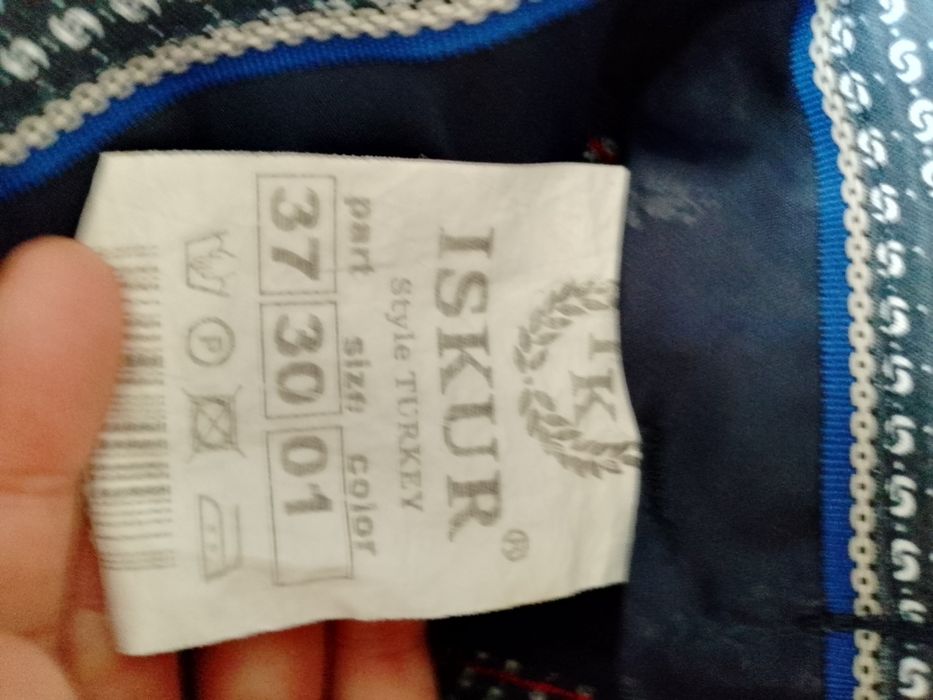 IK
ISKUR®
Style TURKEY
part size color
37 30 01
P